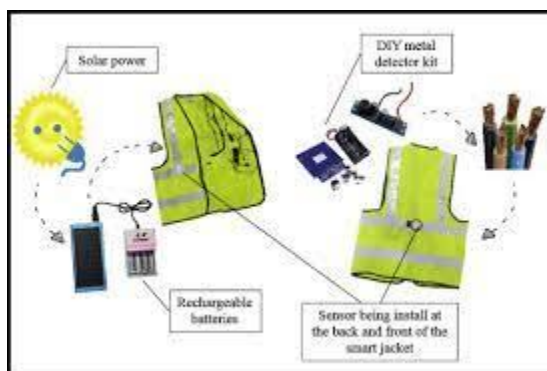 Solar power
DIY metal
detector kit
Rechargeable
batteries
Sensor being install at
the back and front of the
smart jacket